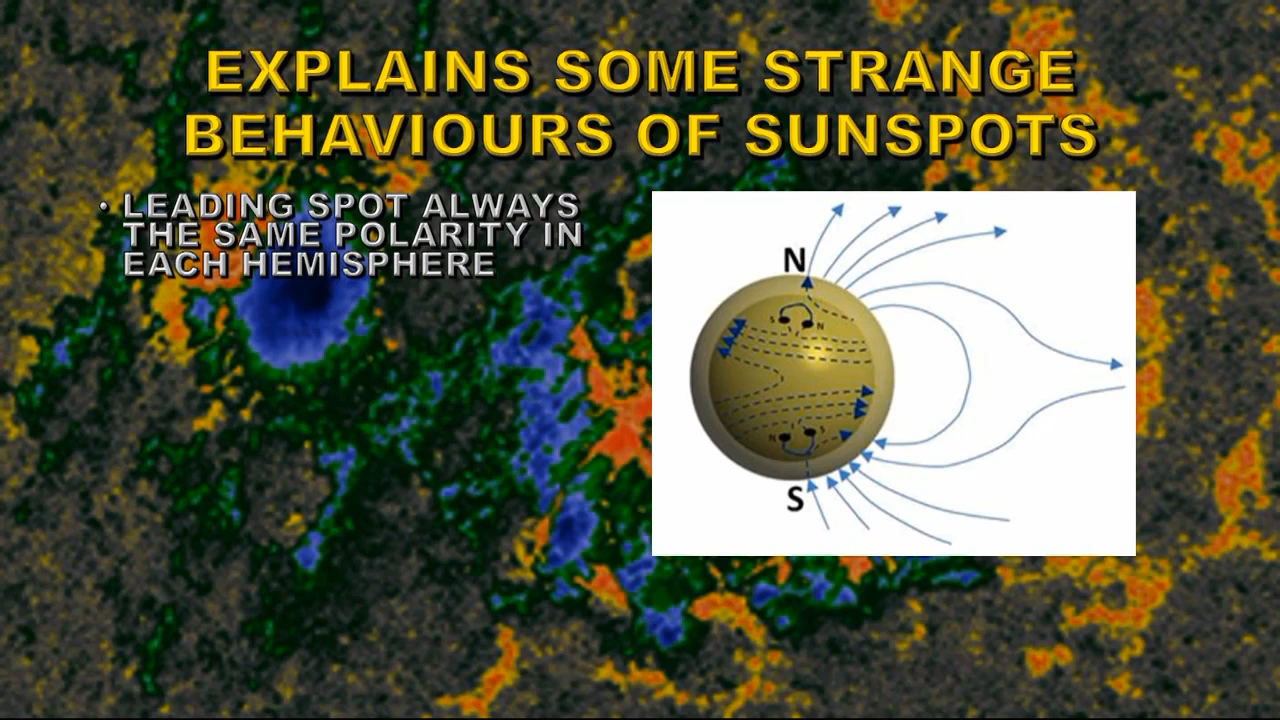 EXPLAINS SOME STRANGE
BEHAVIOURS OF SUNSPOTS
• LEADING SPOT ALWAYS
THE SAME POLARITY IN
EACH HEMISPHERE
N
S N
N S
S